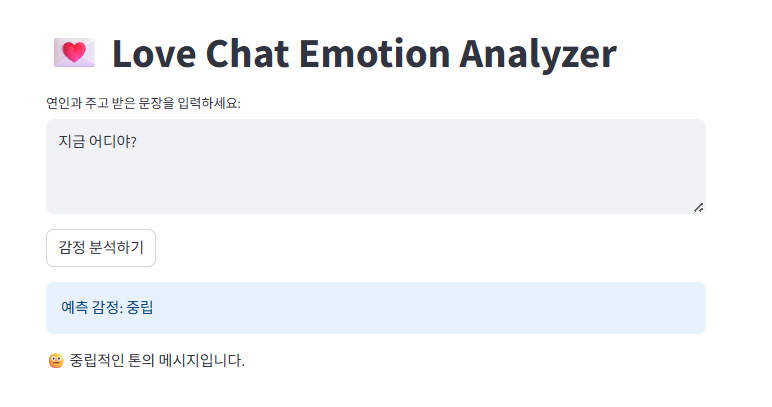 💌 Love Chat Emotion Analyzer
연인과 주고 받은 문장을 입력하세요:
지금 어디야?
감정 분석하기
예측 감정: 중립
😐 중립적인 톤의 메시지입니다.